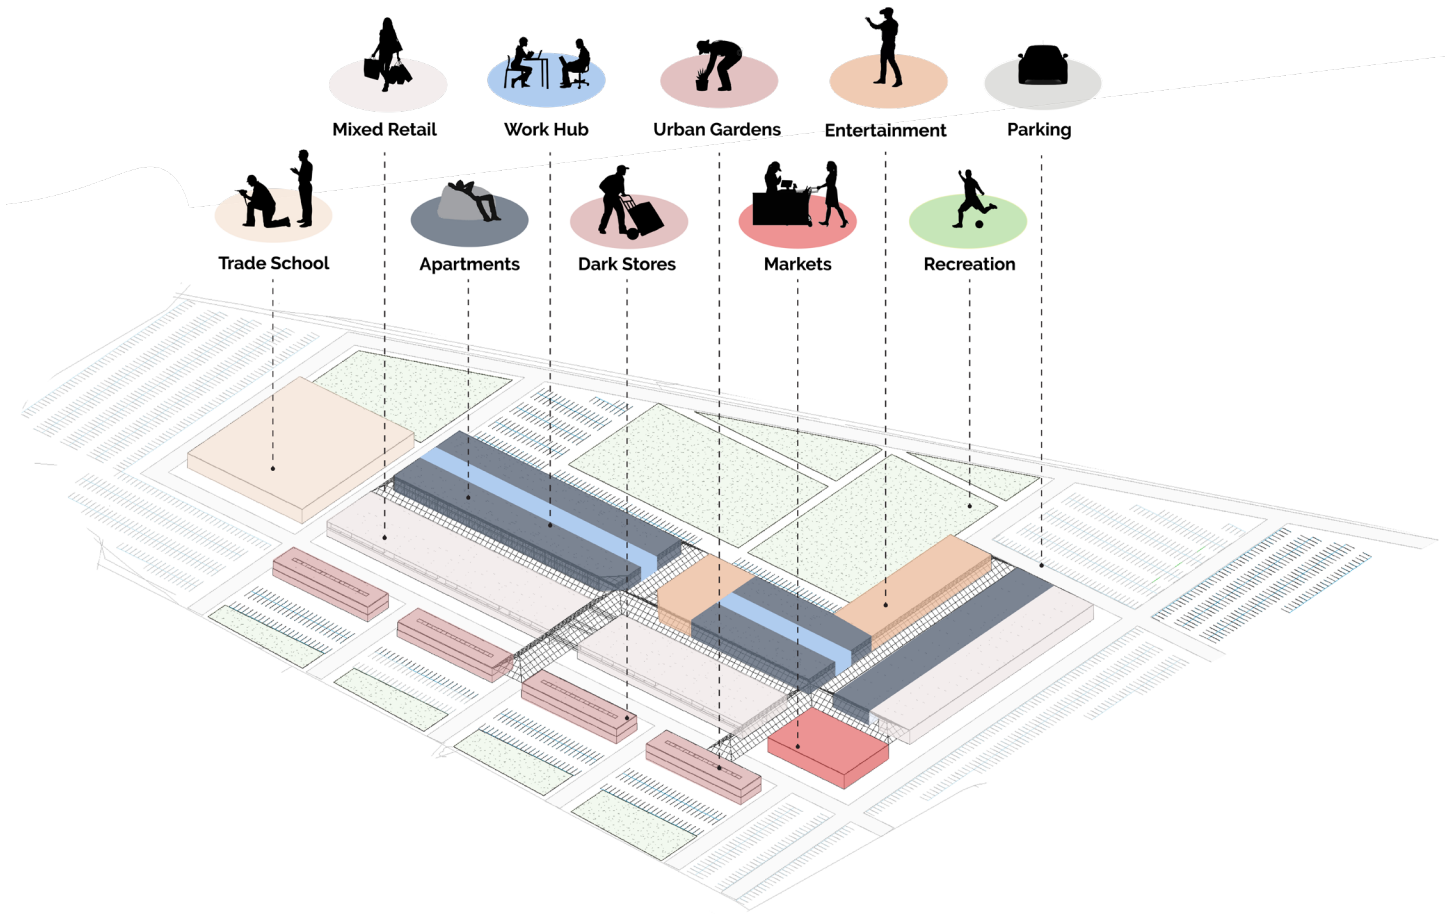 Mixed Retail
Work Hub
Urban Gardens
Entertainment
Parking
Trade School
Apartments
Dark Stores
Markets
Recreation